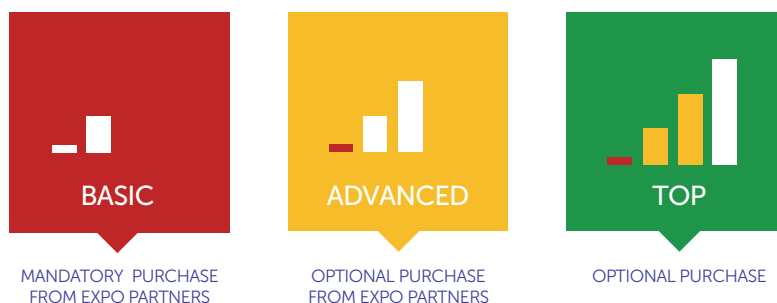 BASIC
MANDATORY PURCHASE
FROM EXPO PARTNERS
ADVANCED
OPTIONAL PURCHASE
FROM EXPO PARTNERS
TOP
OPTIONAL PURCHASE